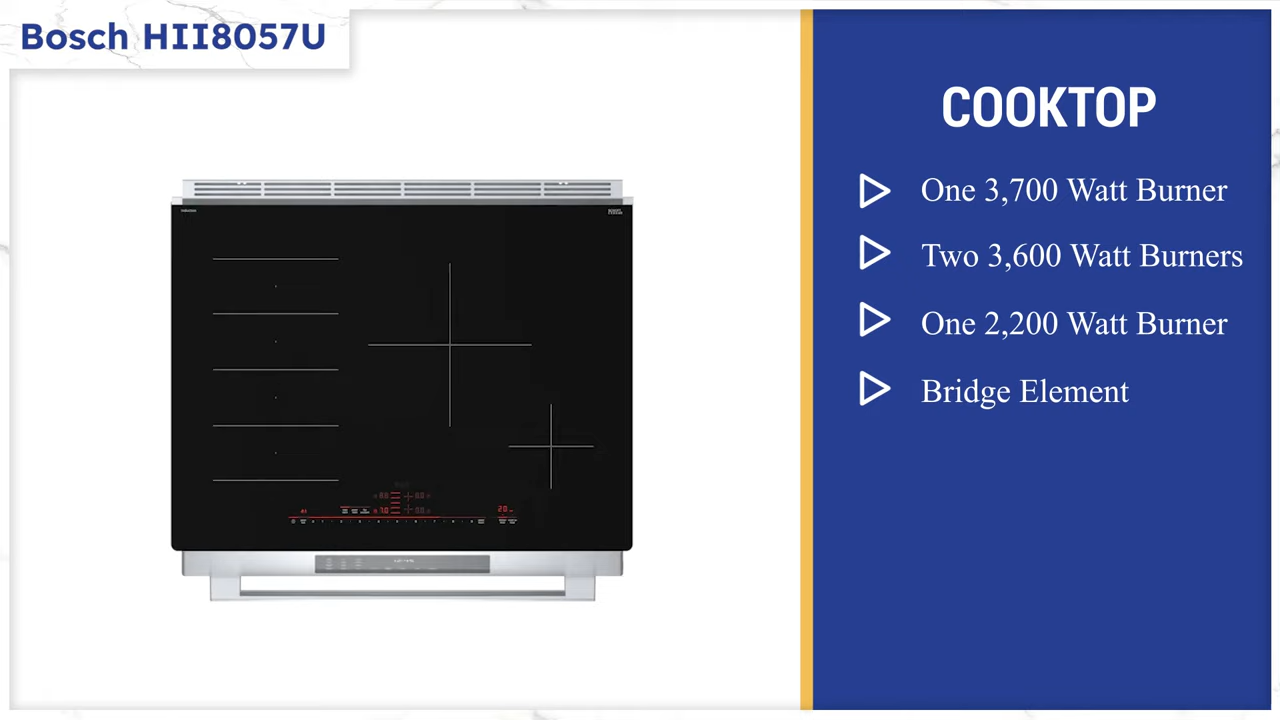 Bosch HII8057U
COOKTOP
One 3,700 Watt Burner
Two 3,600 Watt Burners
One 2,200 Watt Burner
Bridge Element